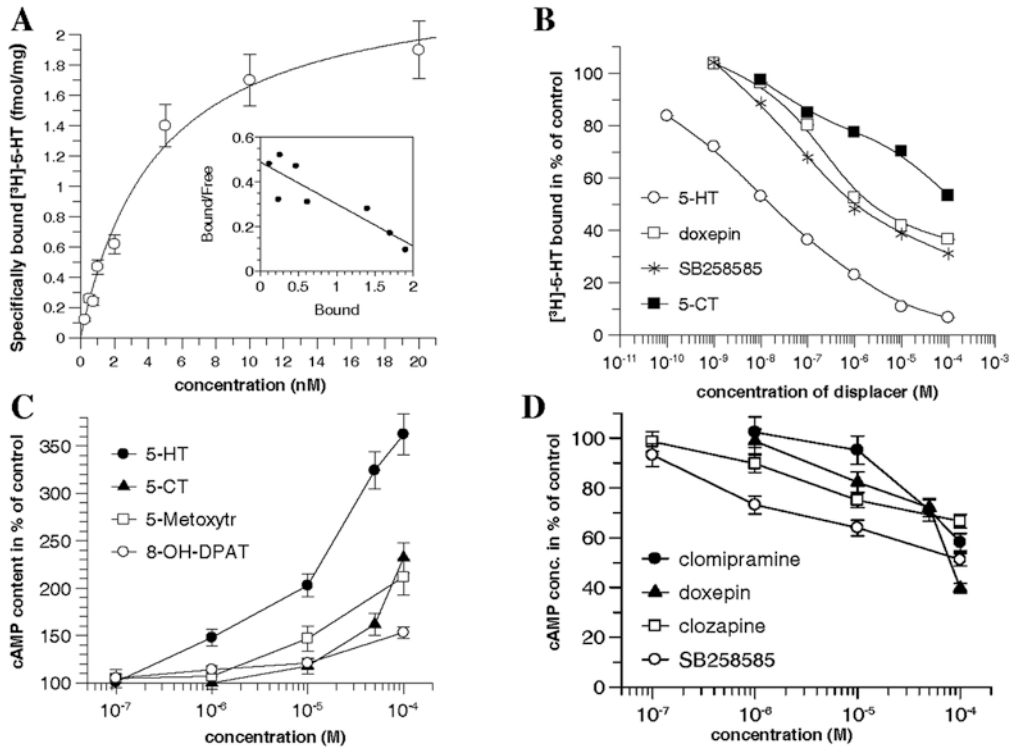 A
Specifically bound [³H]-5-HT (fmol/mg)
2
1.8
1.6
1.4
1.2
1
0.8
0.6
0.4
0.2
0
0 2 4 6 8 10 12 14 16 18 20
concentration (nM)
Bound/Free
0.6
0.4
0.2
0
0 0.5 1 1.5 2
Bound
B
[³H]-5-HT bound in % of control
100
80
60
40
20
0
5-HT
doxepin
SB258585
5-CT
10⁻¹¹ 10⁻¹⁰ 10⁻⁹ 10⁻⁸ 10⁻⁷ 10⁻⁶ 10⁻⁵ 10⁻⁴ 10⁻³
concentration of displacer (M)
C
cAMP content in % of control
350
300
250
200
150
100
5-HT
5-CT
5-Metoxytr
8-OH-DPAT
10⁻⁷ 10⁻⁶ 10⁻⁵ 10⁻⁴
concentration (M)
D
cAMP conc. in % of control
100
80
60
40
20
0
clomipramine
doxepin
clozapine
SB258585
10⁻⁷ 10⁻⁶ 10⁻⁵ 10⁻⁴
concentration (M)